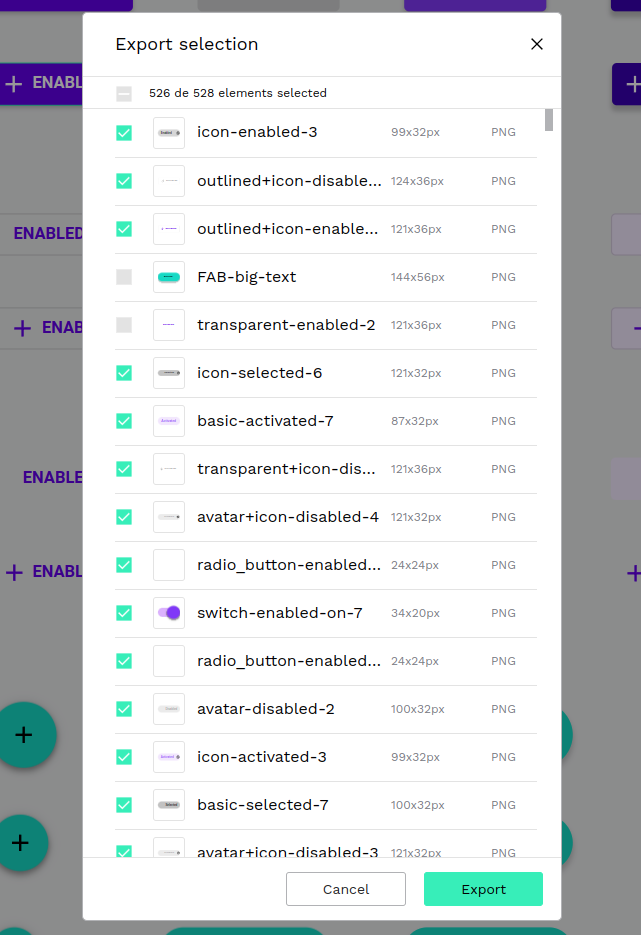 Export selection
526 de 528 elements selected
icon-enabled-3 99x32px PNG
outlined+icon-disable... 124x36px PNG
outlined+icon-enable... 121x36px PNG
FAB-big-text 144x56px PNG
transparent-enabled-2 121x36px PNG
icon-selected-6 121x32px PNG
basic-activated-7 87x32px PNG
transparent+icon-dis... 121x36px PNG
avatar+icon-disabled-4 121x32px PNG
radio_button-enabled... 24x24px PNG
switch-enabled-on-7 34x20px PNG
radio_button-enabled... 24x24px PNG
avatar-disabled-2 100x32px PNG
icon-activated-3 99x32px PNG
basic-selected-7 100x32px PNG
avatar+icon-disabled-3 121x32px PNG
Cancel Export
+ ENABL
ENABLED
+ ENAB
ENABLE
+ ENABL